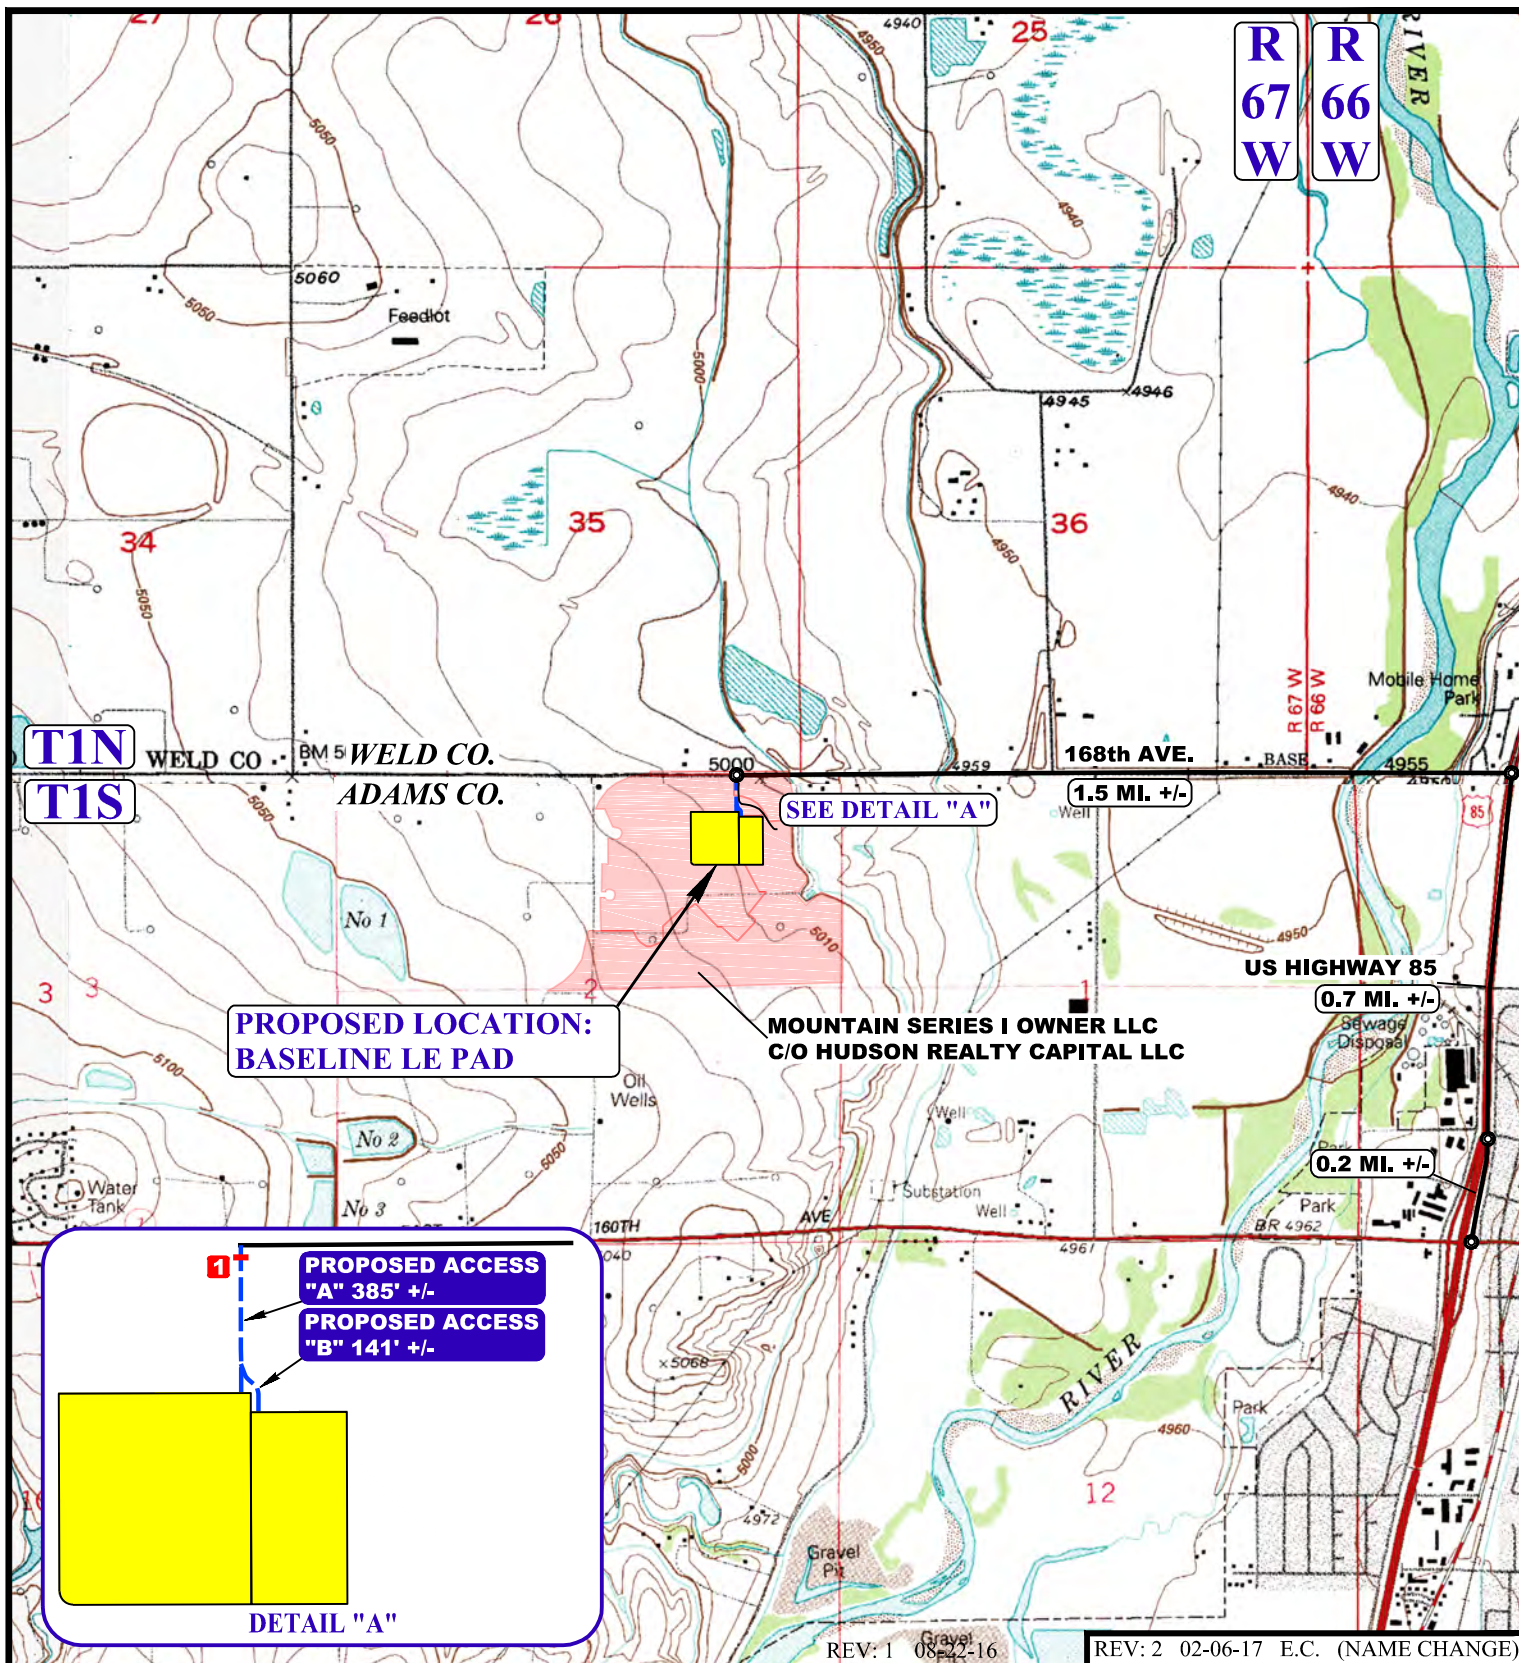 27
26
4940
25
R
67
W
R
66
W
RIVER
4950
5050
4940
5060
5050
Feedlot
5000
4945
4946
4940
34
35
36
4950
5050
R 67 W
R 66 W
Mobile Home
Park
T1N
WELD CO
BM
WELD CO.
5000
4959
168th AVE.
BASE
4955
T1S
ADAMS CO.
SEE DETAIL "A"
1.5 MI. +/-
Well
85
5050
No 1
5010
4950
US HIGHWAY 85
3
3
2
1
0.7 MI. +/-
PROPOSED LOCATION:
BASELINE LE PAD
MOUNTAIN SERIES I OWNER LLC
C/O HUDSON REALTY CAPITAL LLC
Sewage
Disposal
5100
Oil
Wells
Well
No 2
5050
Park
0.2 MI. +/-
Water
Tank
No 3
Substation
Well
Park
160TH
AVE
BR 4962
4961
1
PROPOSED ACCESS
"A" 385' +/-
PROPOSED ACCESS
"B" 141' +/-
×5068
RIVER
Park
4960
5000
12
4972
Gravel
Pit
DETAIL "A"
Gravel
REV: 1 08-22-16
REV: 2 02-06-17 E.C. (NAME CHANGE)